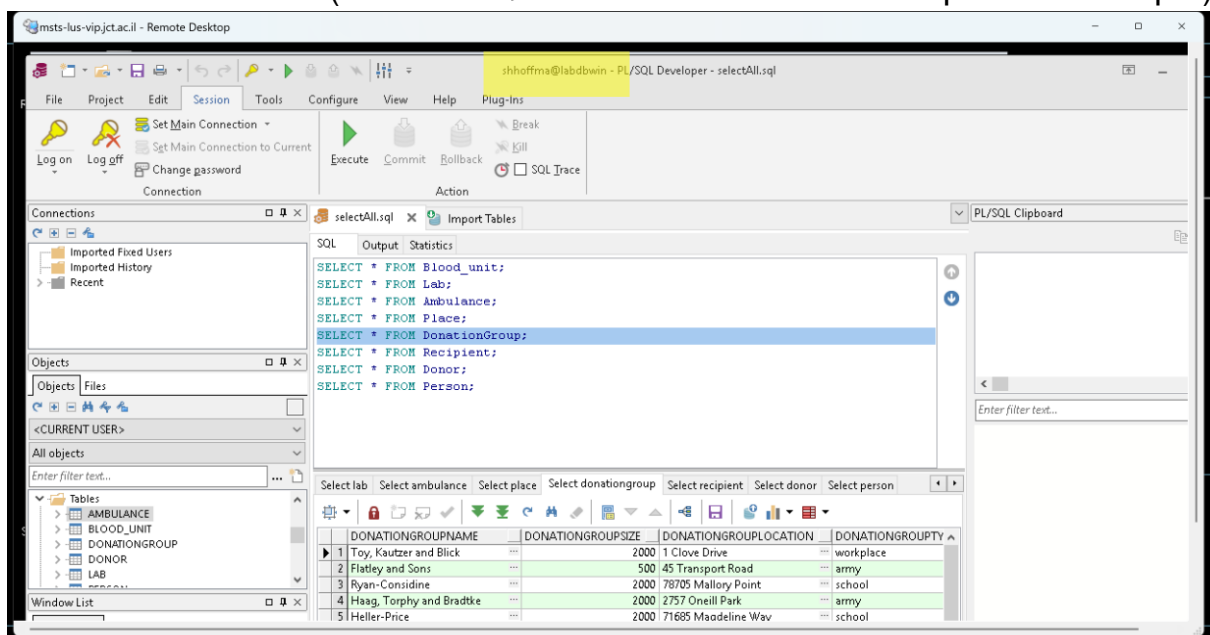 msts-lus-vip.jct.ac.il - Remote Desktop
shhoffma@labdbwin - PL/SQL Developer - selectAll.sql
File Project Edit Session Tools Configure View Help Plug-Ins
Log on
Log off
Set Main Connection
Set Main Connection to Current
Change password
Connection
Execute
Commit
Rollback
Break
Kill
SQL Trace
Action
Connections
Imported Fixed Users
Imported History
Recent
Objects
Objects Files
<CURRENT USER>
All objects
Enter filter text...
Tables
AMBULANCE
BLOOD_UNIT
DONATIONGROUP
DONOR
LAB
PERSON
Window List
selectAll.sql Import Tables
SQL Output Statistics
SELECT * FROM Blood_unit;
SELECT * FROM Lab;
SELECT * FROM Ambulance;
SELECT * FROM Place;
SELECT * FROM DonationGroup;
SELECT * FROM Recipient;
SELECT * FROM Donor;
SELECT * FROM Person;
Select lab Select ambulance Select place Select donationgroup Select recipient Select donor Select person
DONATIONGROUPNAME DONATIONGROUPSIZE DONATIONGROUPLOCATION DONATIONGROUPTY
1 Toy, Kautzer and Blick ... 2000 1 Clove Drive ... workplace
2 Flatley and Sons ... 500 45 Transport Road ... army
3 Ryan-Considine ... 2000 78705 Mallory Point ... school
4 Haag, Torphy and Bradtke ... 2000 2757 Oneill Park ... army
5 Heller-Price ... 2000 71685 Magdeline Way ... school
PL/SQL Clipboard
Enter filter text...